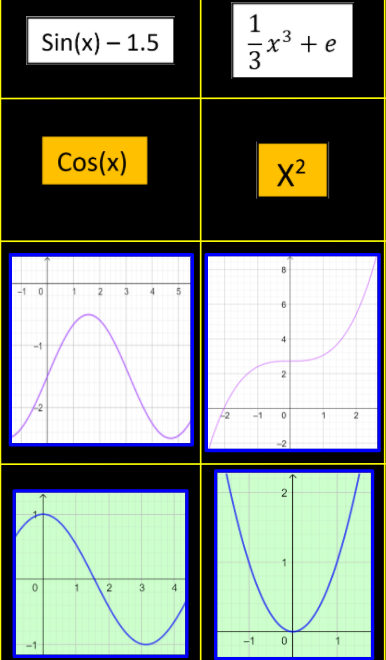 Sin(x) – 1.5
1/3 x³ + e
Cos(x)
X²
−1 0 1 2 3 4 5
−1
−2
8
6
4
2
−2 −1 0 1 2
−2
1
0 1 2 3 4
−1
2
1
−1 0 1